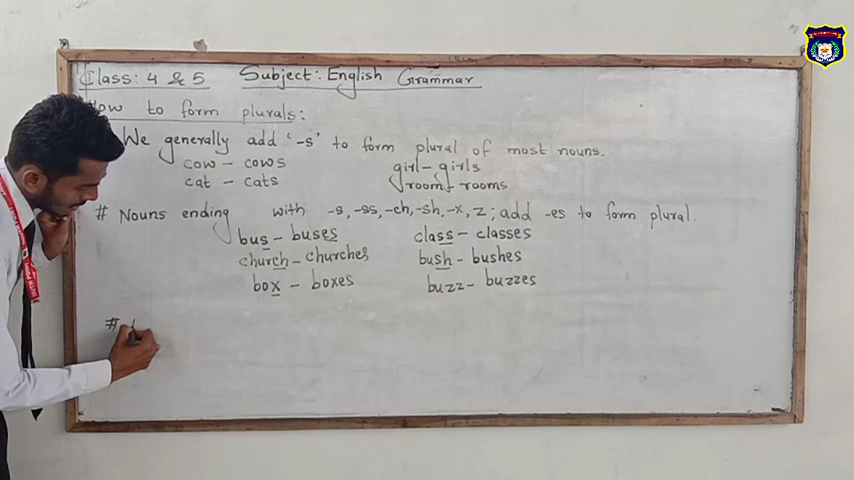 Class: 4 & 5 Subject: English Grammar
How to form plurals:
We generally add '-s' to form plural of most nouns.
cow - cows girl - girls
cat - cats room - rooms
# Nouns ending with -s, -ss, -ch, -sh, -x, z; add -es to form plural.
bus - buses class - classes
church - churches bush - bushes
box - boxes buzz - buzzes
#